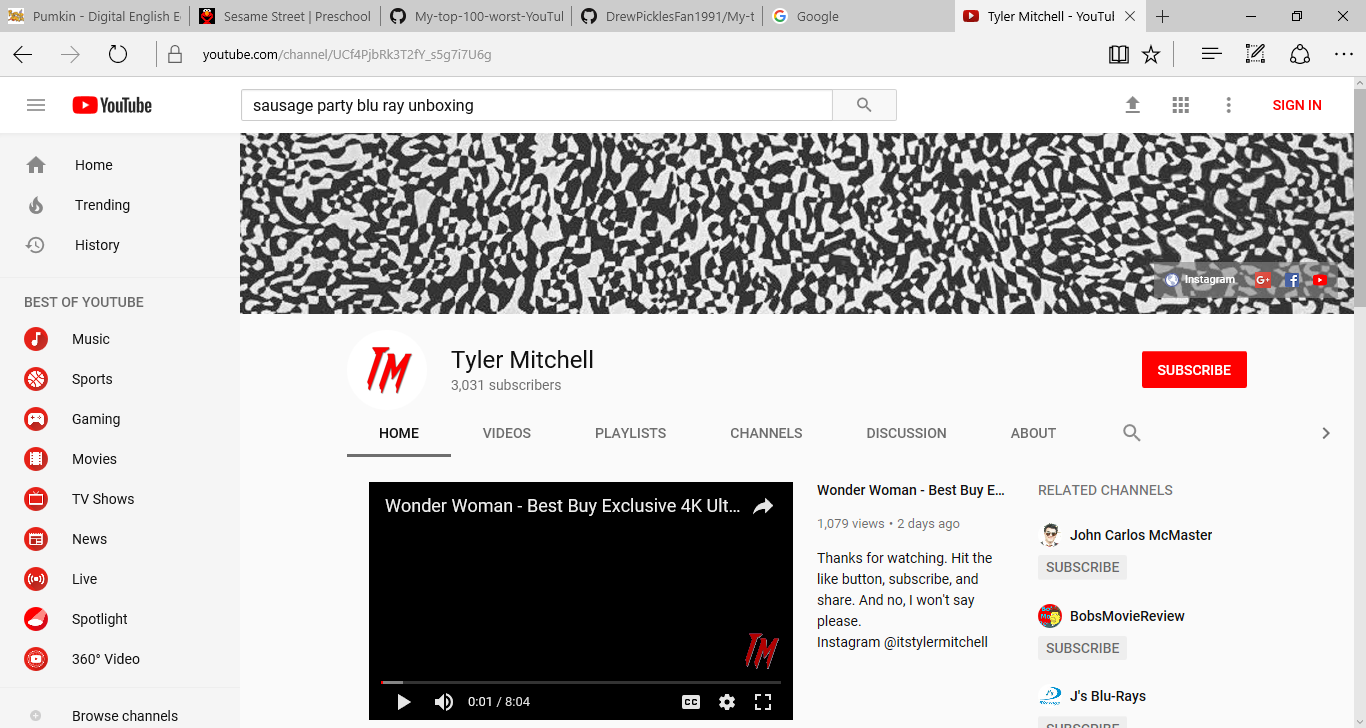 Pumkin - Digital English E
Sesame Street | Preschool
My-top-100-worst-YouTul
DrewPicklesFan1991/My-t
Google
Tyler Mitchell - YouTul
youtube.com/channel/UCf4PjbRk3T2fY_s5g7i7U6g
YouTube
sausage party blu ray unboxing
SIGN IN
Home
Trending
History
BEST OF YOUTUBE
Music
Sports
Gaming
Movies
TV Shows
News
Live
Spotlight
360° Video
Browse channels
Instagram
G+
TM
Tyler Mitchell
3,031 subscribers
SUBSCRIBE
HOME
VIDEOS
PLAYLISTS
CHANNELS
DISCUSSION
ABOUT
Wonder Woman - Best Buy Exclusive 4K Ult...
TM
0:01 / 8:04
CC
Wonder Woman - Best Buy E...
1,079 views • 2 days ago
Thanks for watching. Hit the
like button, subscribe, and
share. And no, I won't say
please.
Instagram @itstylermitchell
RELATED CHANNELS
John Carlos McMaster
SUBSCRIBE
BobsMovieReview
SUBSCRIBE
J's Blu-Rays
SUBSCRIBE